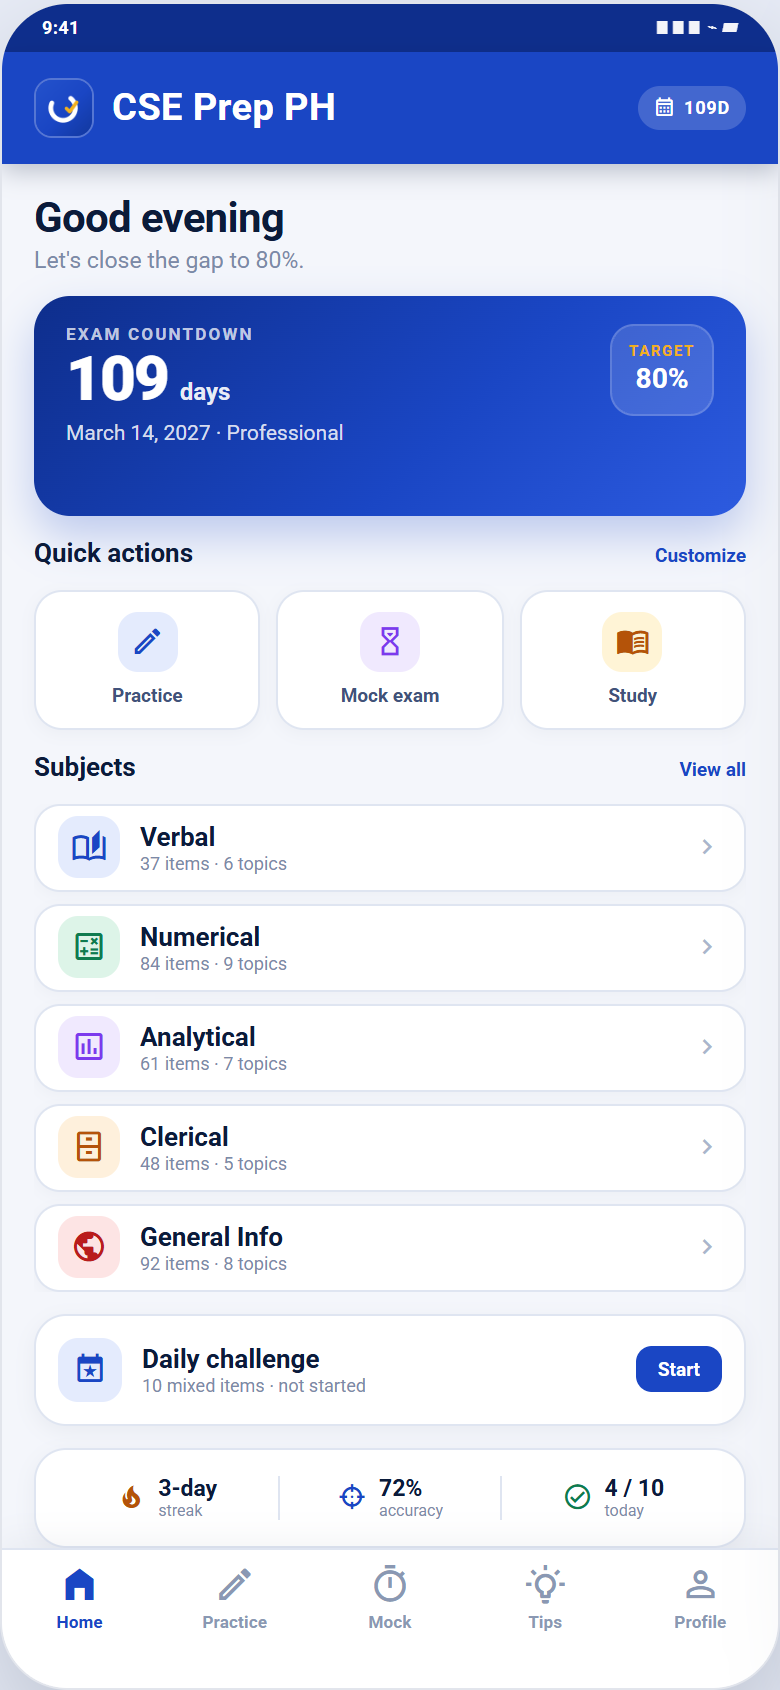 9:41
CSE Prep PH
109D
Good evening
Let's close the gap to 80%.
EXAM COUNTDOWN
109 days
March 14, 2027 · Professional
TARGET
80%
Quick actions
Customize
Practice
Mock exam
Study
Subjects
View all
Verbal
37 items · 6 topics
Numerical
84 items · 9 topics
Analytical
61 items · 7 topics
Clerical
48 items · 5 topics
General Info
92 items · 8 topics
Daily challenge
10 mixed items · not started
Start
3-day
streak
72%
accuracy
4 / 10
today
Home
Practice
Mock
Tips
Profile